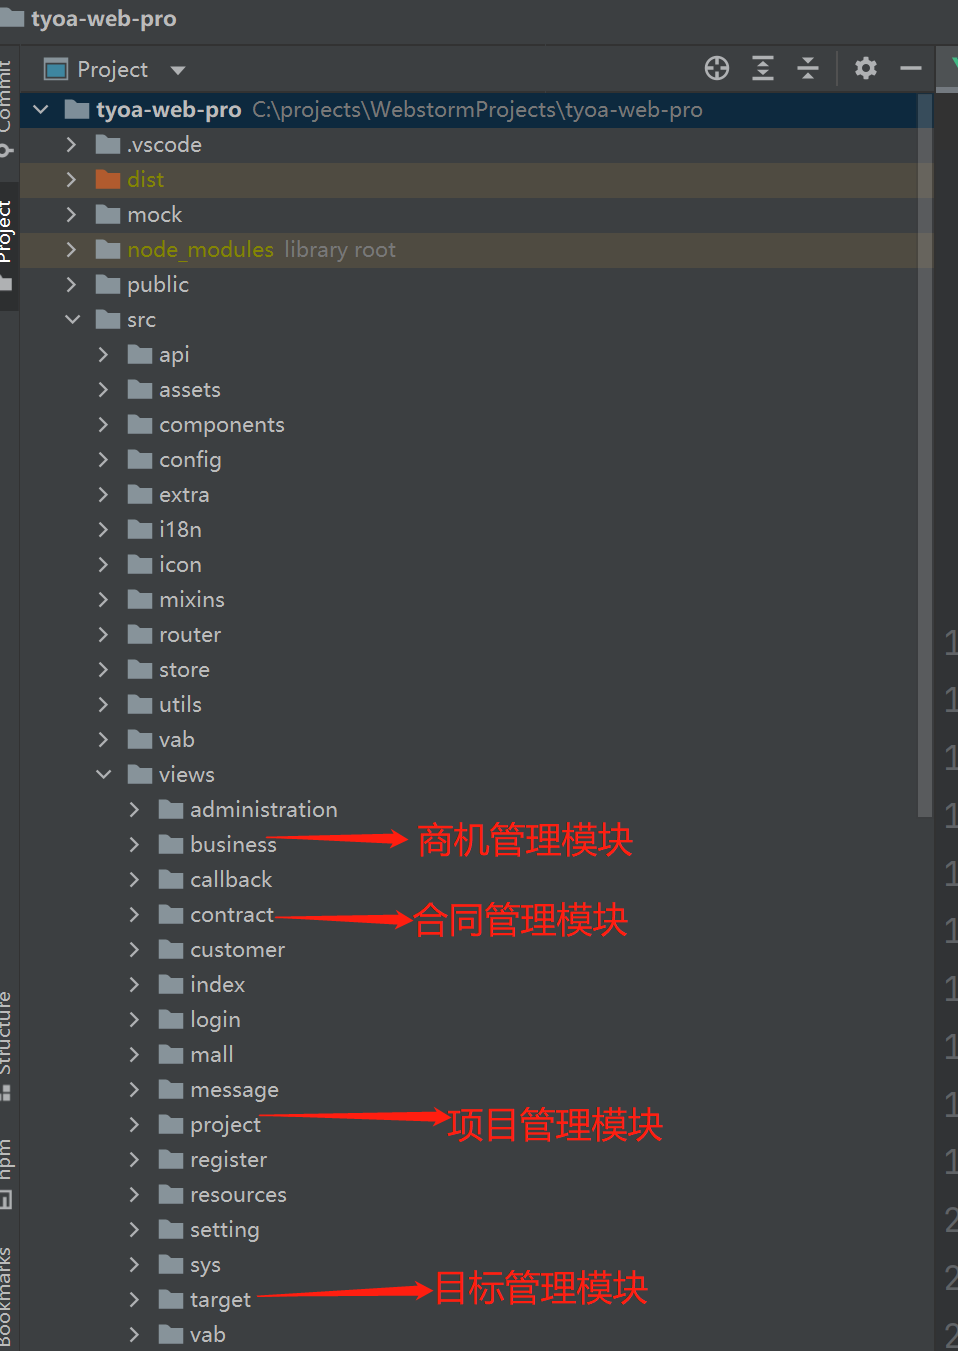 tyoa-web-pro
Commit
Project
tyoa-web-pro C:\projects\WebstormProjects\tyoa-web-pro
.vscode
dist
mock
Project
node_modules library root
public
src
api
assets
components
config
extra
i18n
icon
mixins
router
store
utils
vab
views
administration
business 商机管理模块
callback
contract 合同管理模块
customer
index
login
Structure
mall
message
project 项目管理模块
npm
register
resources
setting
sys
target 目标管理模块
Bookmarks
vab